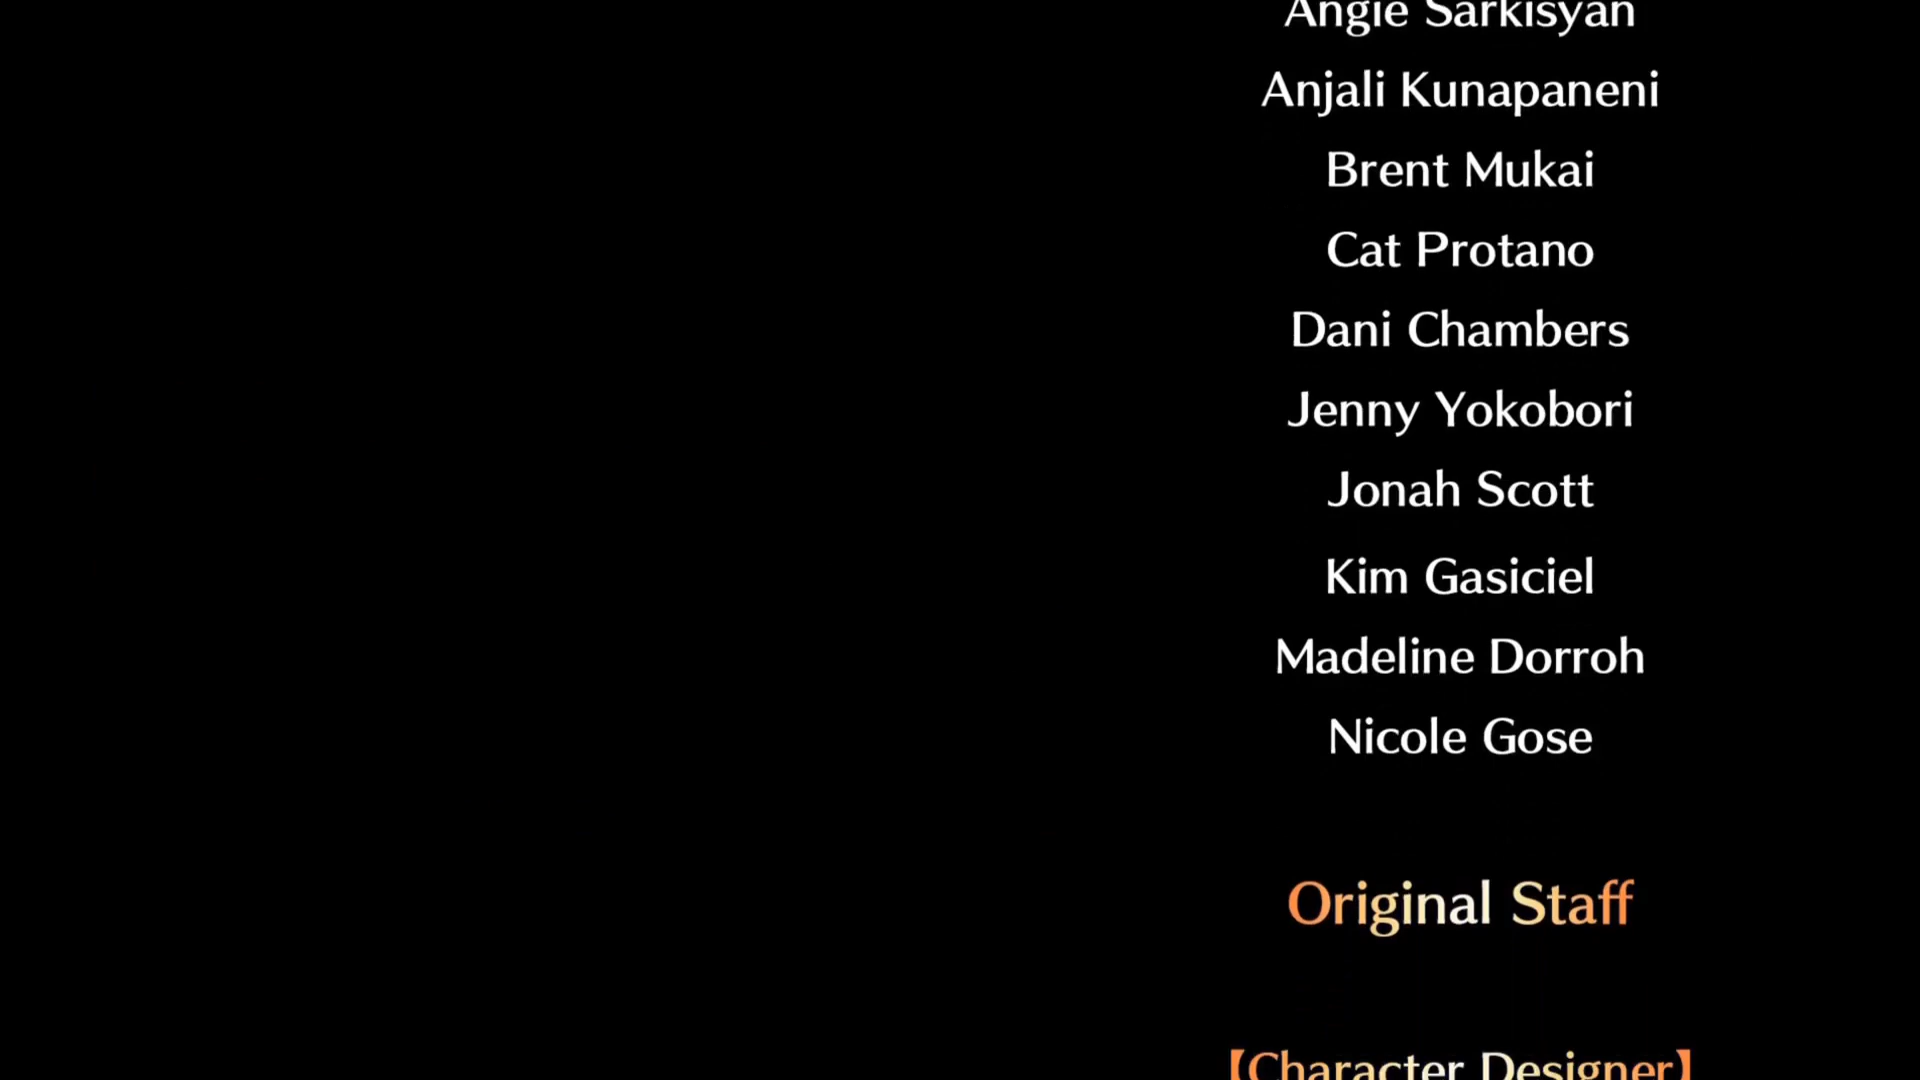 Angie Sarkisyan
Anjali Kunapaneni
Brent Mukai
Cat Protano
Dani Chambers
Jenny Yokobori
Jonah Scott
Kim Gasiciel
Madeline Dorroh
Nicole Gose
Original Staff
【Character Designer】